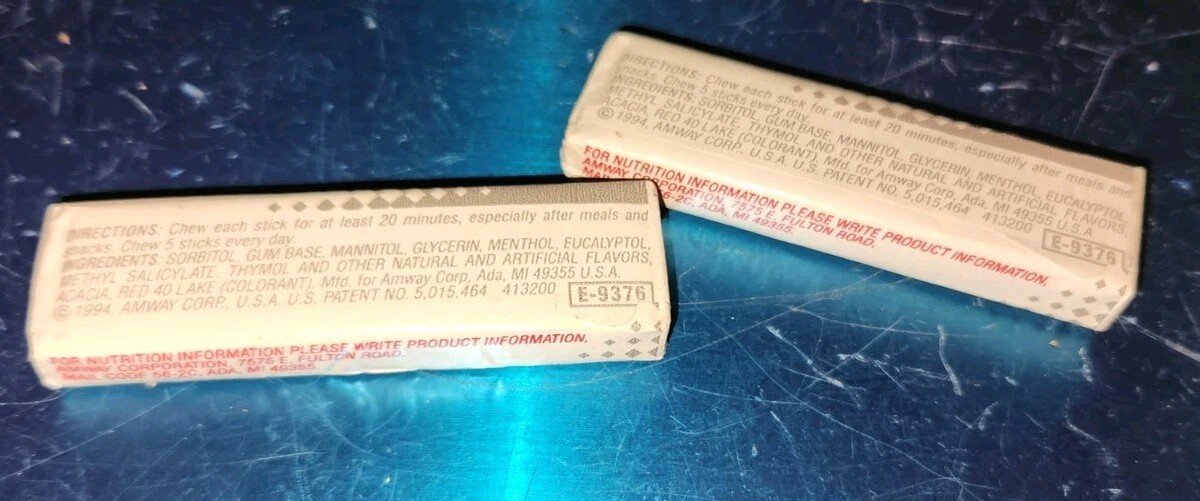 DIRECTIONS: Chew each stick for at least 20 minutes, especially after meals and
snacks. Chew 5 sticks every day.
INGREDIENTS: SORBITOL, GUM BASE, MANNITOL, GLYCERIN, MENTHOL, EUCALYPTOL,
METHYL SALICYLATE, THYMOL AND OTHER NATURAL AND ARTIFICIAL FLAVORS,
ACACIA, RED 40 LAKE (COLORANT). Mfd. for Amway Corp, Ada, MI 49355 U.S.A.
© 1994, AMWAY CORP. U.S.A. U.S. PATENT NO. 5,015,464 413200 E-9376
FOR NUTRITION INFORMATION PLEASE WRITE PRODUCT INFORMATION,
AMWAY CORPORATION, 7575 E. FULTON ROAD,
MAIL CODE 56-2C, ADA, MI 49355.
DIRECTIONS: Chew each stick for at least 20 minutes, especially after meals and
snacks. Chew 5 sticks every day.
INGREDIENTS: SORBITOL, GUM BASE, MANNITOL, GLYCERIN, MENTHOL, EUCALYPTOL,
METHYL SALICYLATE, THYMOL AND OTHER NATURAL AND ARTIFICIAL FLAVORS,
ACACIA, RED 40 LAKE (COLORANT). Mfd. for Amway Corp, Ada, MI 49355 U.S.A.
© 1994, AMWAY CORP. U.S.A. U.S. PATENT NO. 5,015,464 413200 E-9376
FOR NUTRITION INFORMATION PLEASE WRITE PRODUCT INFORMATION,
AMWAY CORPORATION, 7575 E. FULTON ROAD,
56-2C, ADA, MI 49355.